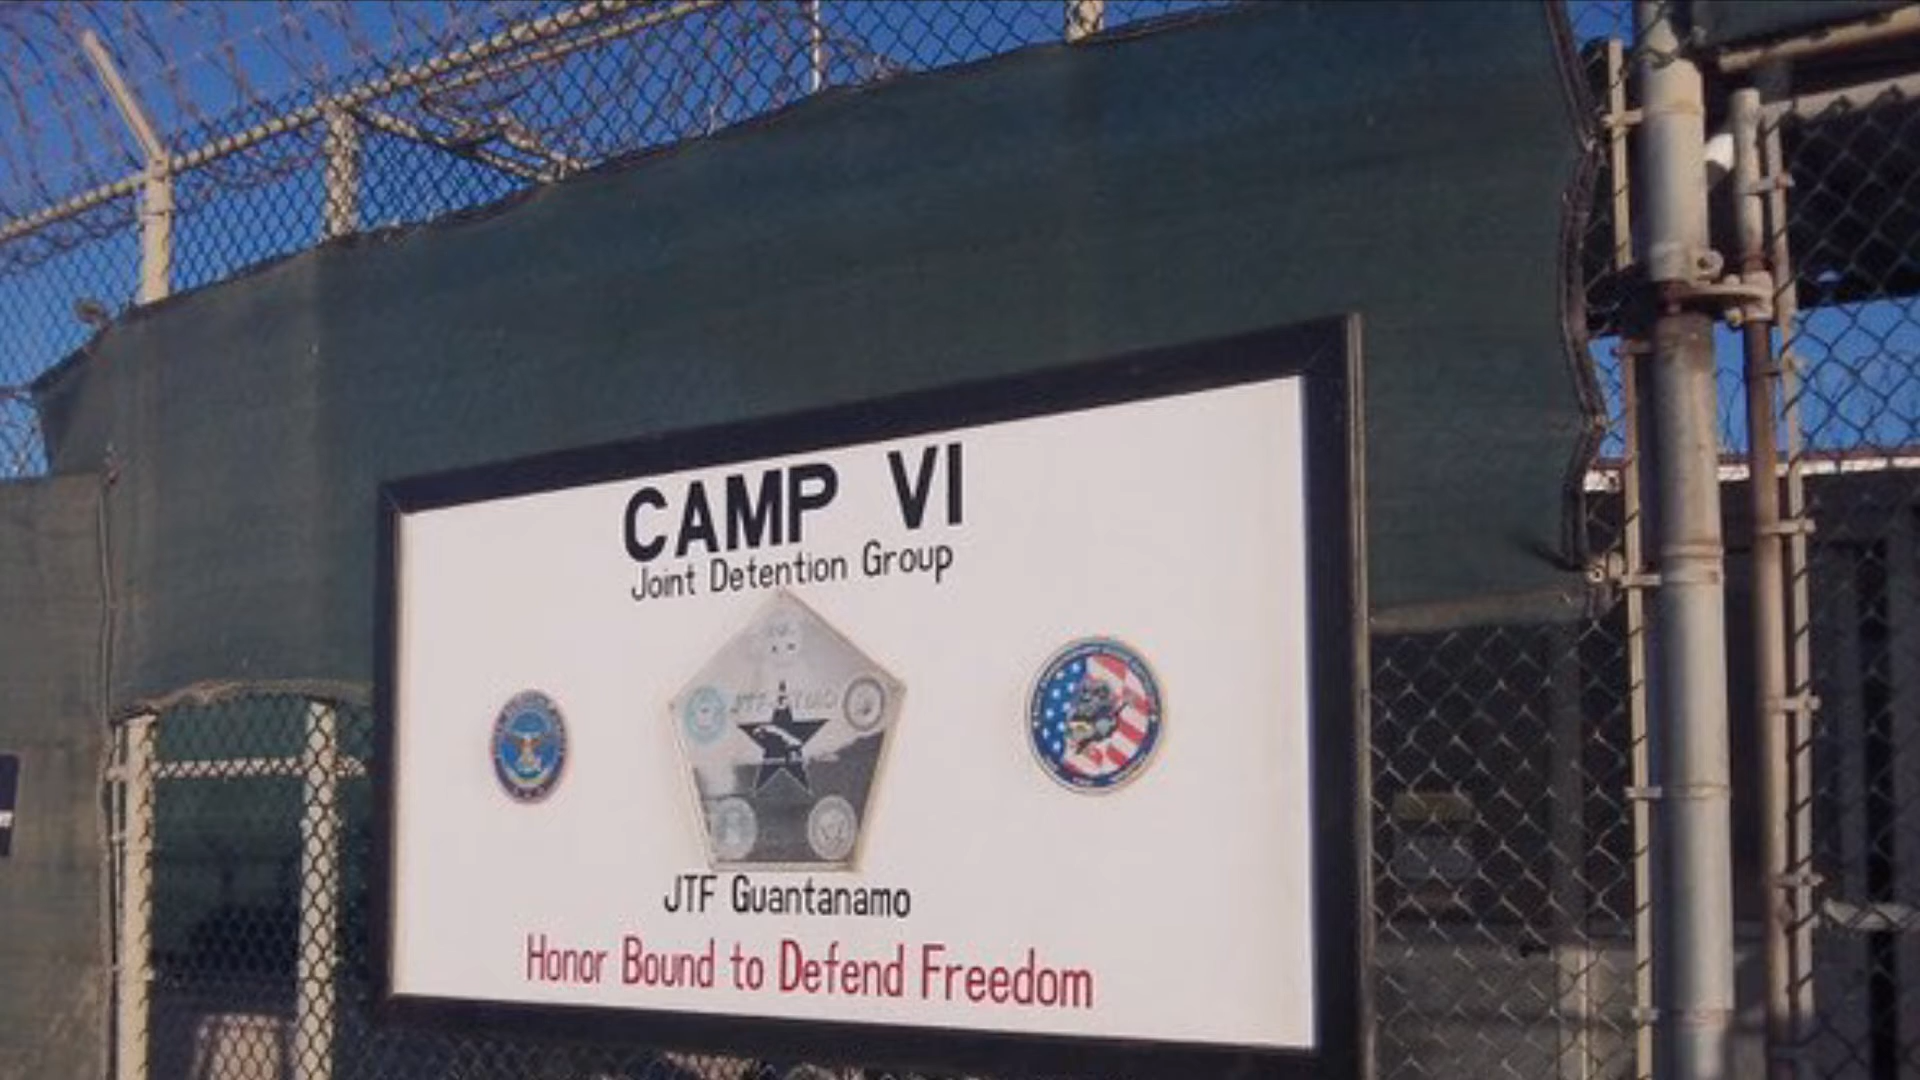 CAMP VI
Joint Detention Group
JTF Guantanamo
Honor Bound to Defend Freedom